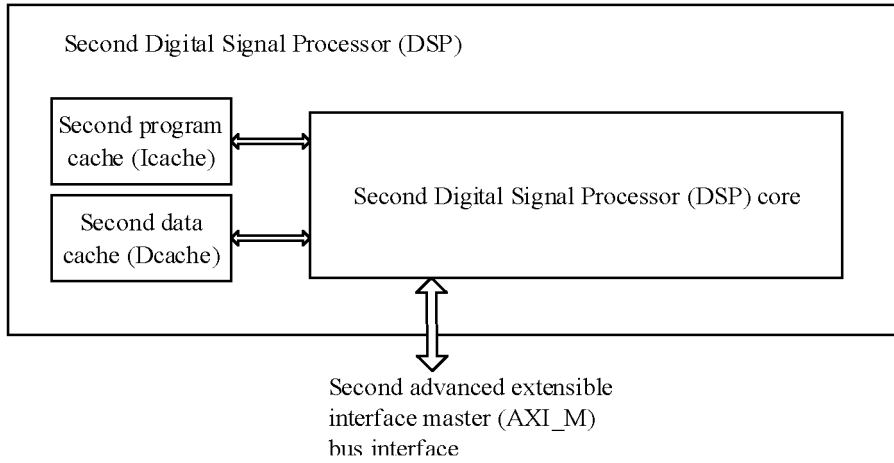 Second Digital Signal Processor (DSP)
Second program
cache (Icache)
Second Digital Signal Processor (DSP) core
Second data
cache (Dcache)
Second advanced extensible
interface master (AXI_M)
bus interface